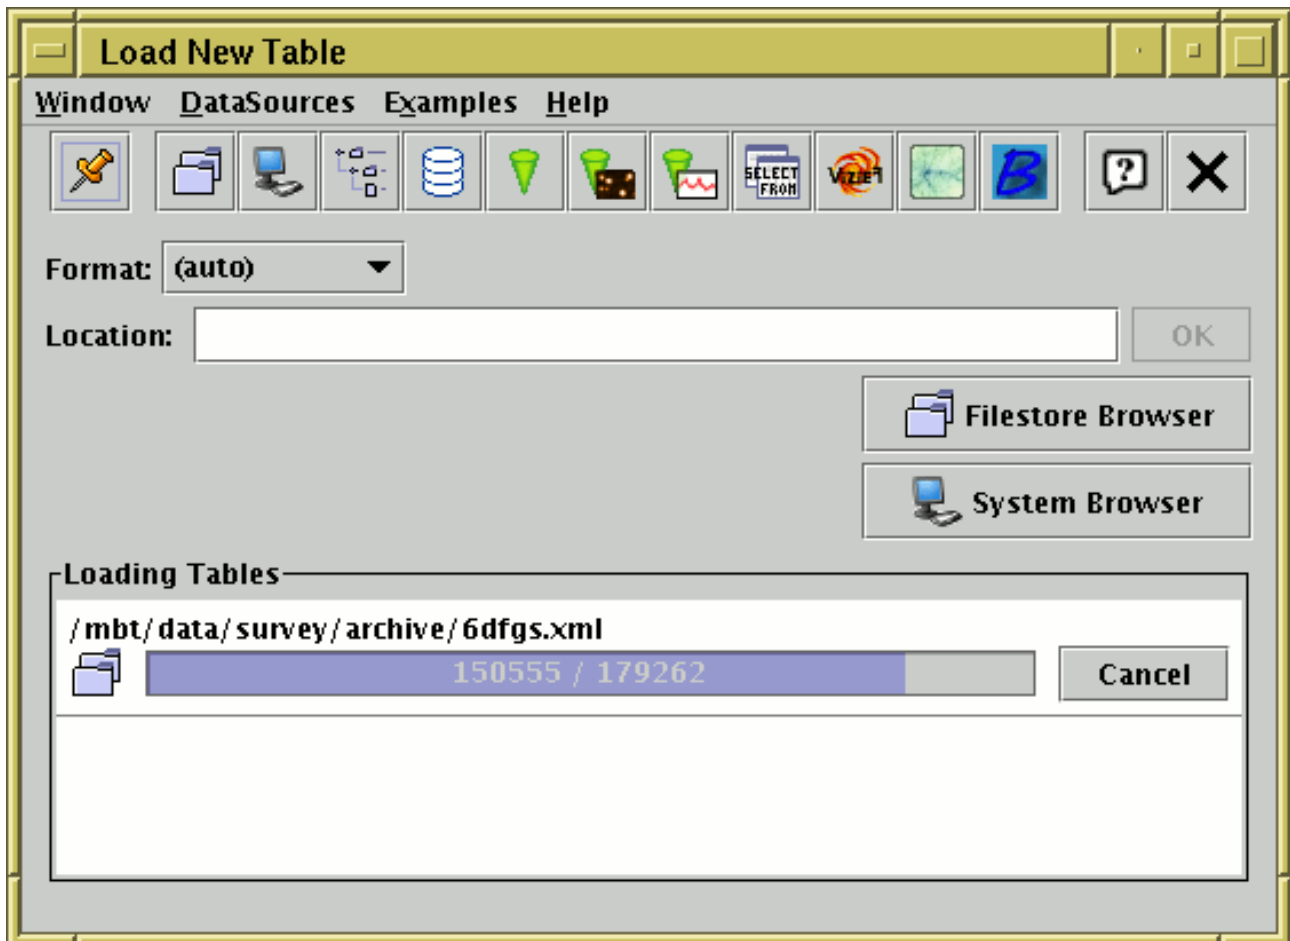 Load New Table
Window DataSources Examples Help
SELECT
FROM
VizieR
B
?
Format: (auto)
Location:
OK
Filestore Browser
System Browser
Loading Tables
/mbt/data/survey/archive/6dfgs.xml
150555 / 179262
Cancel